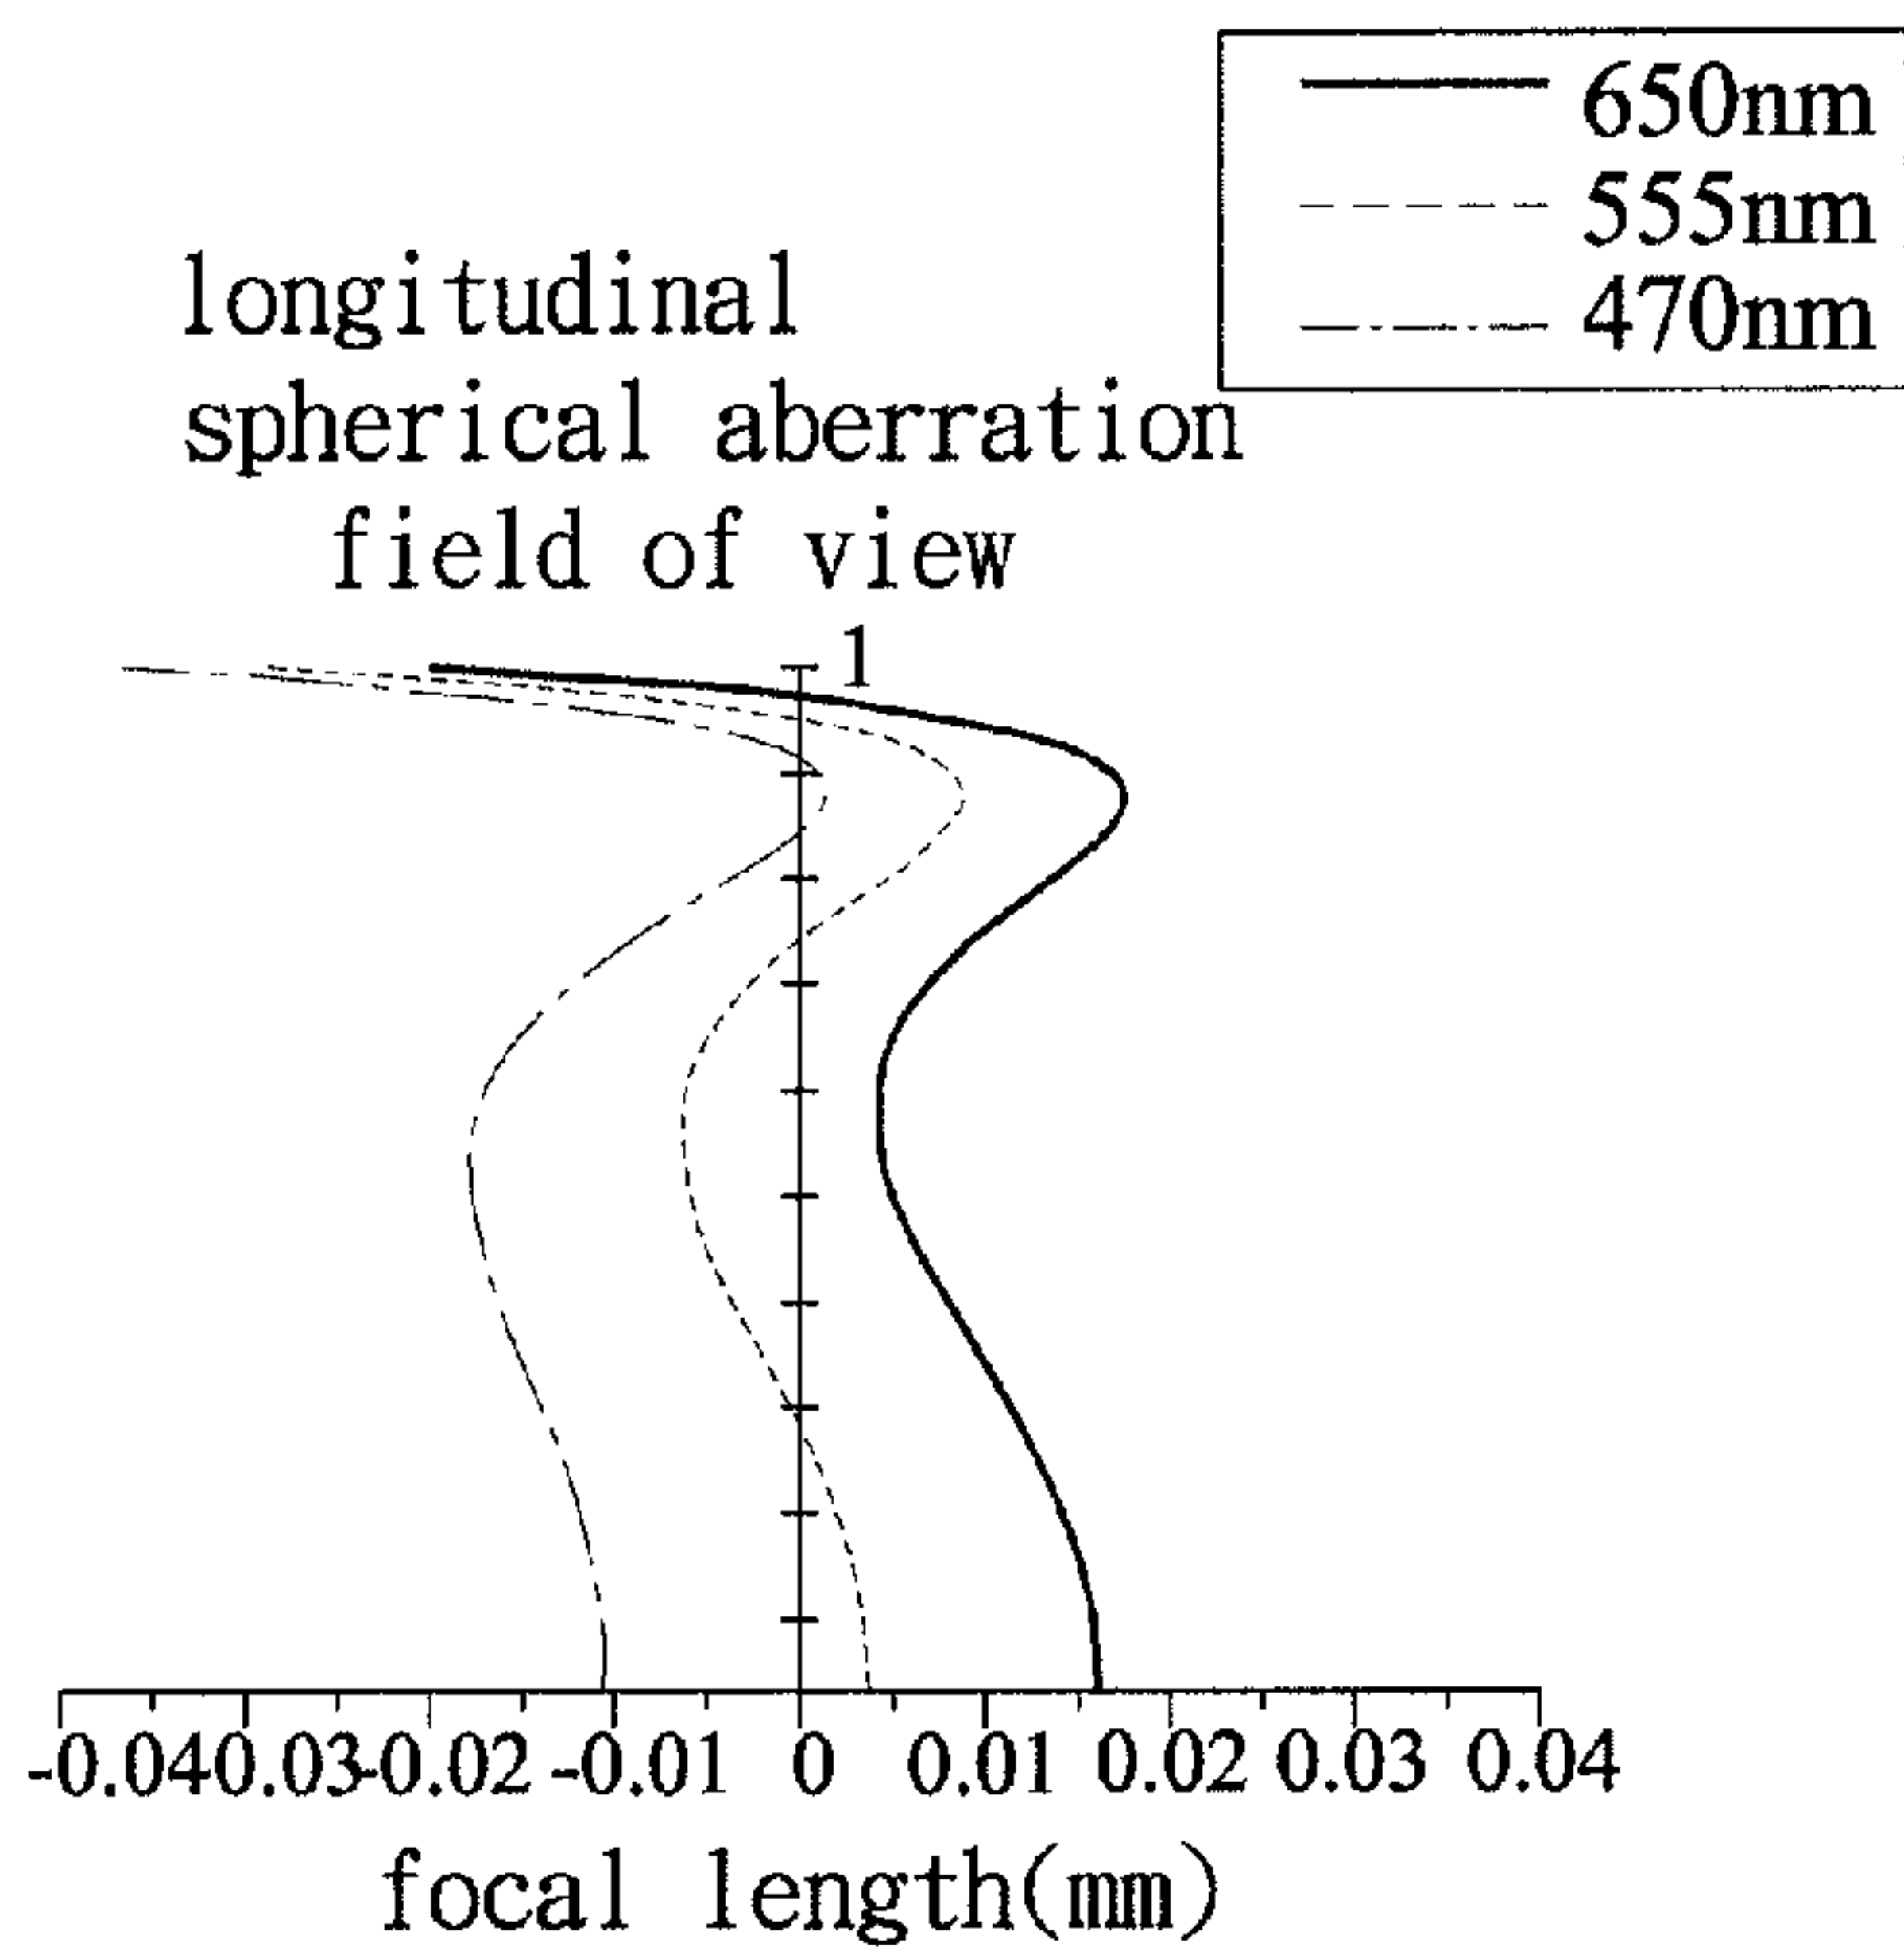 650nm
555nm
470nm
longitudinal
spherical aberration
field of view
1
-0.04 0.03 -0.02 -0.01 0 0.01 0.02 0.03 0.04
focal length(mm)